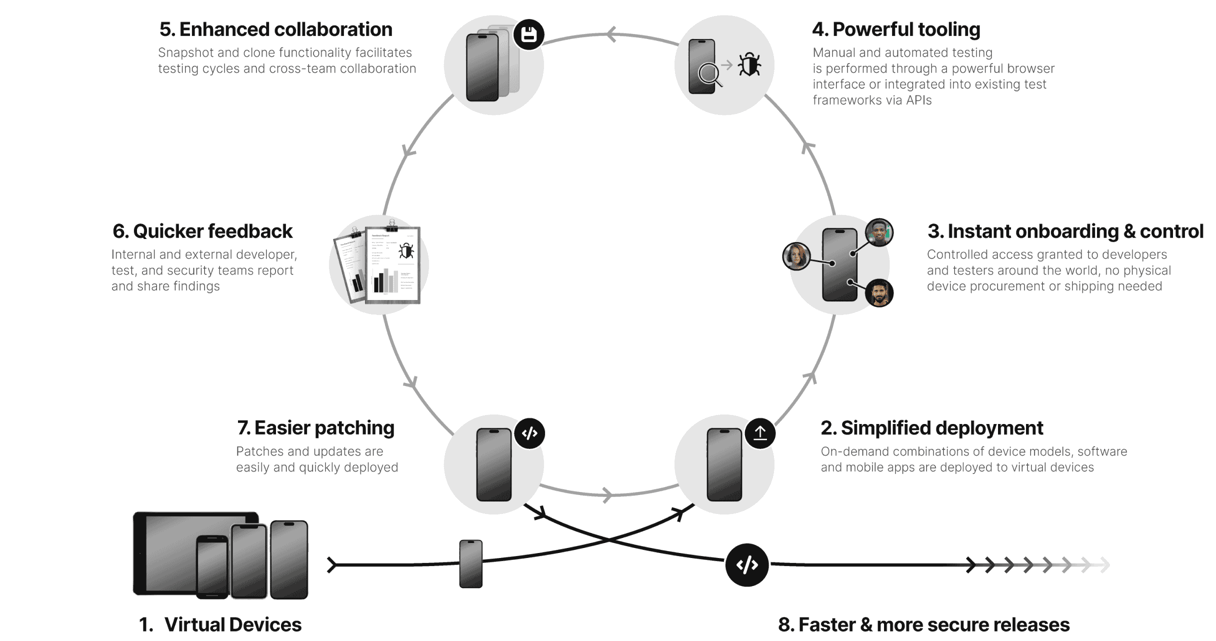 5. Enhanced collaboration
Snapshot and clone functionality facilitates
testing cycles and cross-team collaboration
4. Powerful tooling
Manual and automated testing
is performed through a powerful browser
interface or integrated into existing test
frameworks via APIs
6. Quicker feedback
Internal and external developer,
test, and security teams report
and share findings
3. Instant onboarding & control
Controlled access granted to developers
and testers around the world, no physical
device procurement or shipping needed
7. Easier patching
Patches and updates are
easily and quickly deployed
</>
2. Simplified deployment
On-demand combinations of device models, software
and mobile apps are deployed to virtual devices
</>
1. Virtual Devices
8. Faster & more secure releases